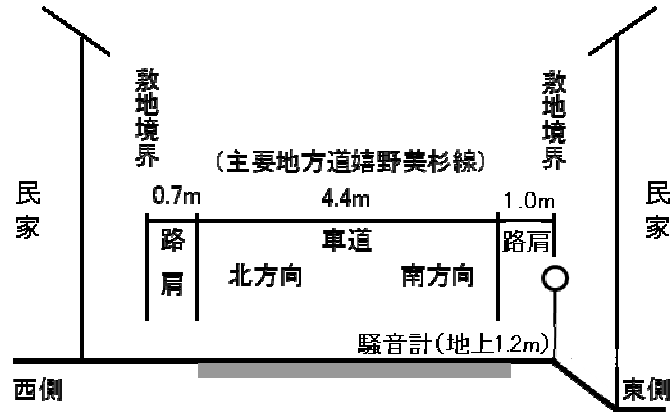 敷地境界
敷地境界
(主要地方道嬉野美杉線)
0.7m
4.4m
1.0m
民家
民家
路肩
車道
路肩
北方向
南方向
騒音計(地上1.2m)
西側
東側